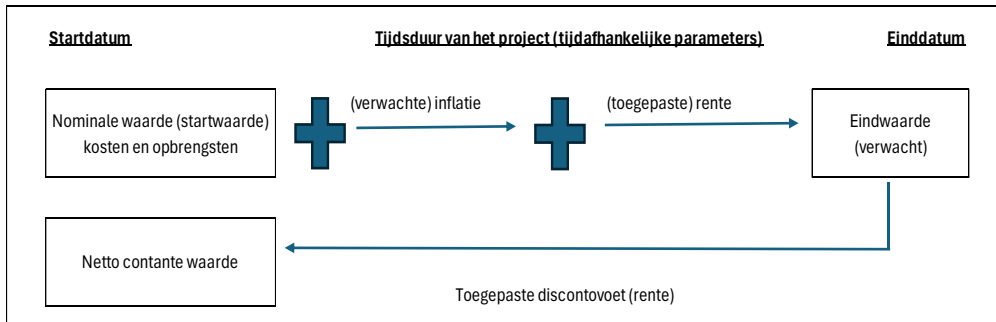 Startdatum
Tijdsduur van het project (tijdafhankelijke parameters)
Einddatum
Nominale waarde (startwaarde)
kosten en opbrengsten
(verwachte) inflatie
(toegepaste) rente
Eindwaarde
(verwacht)
Netto contante waarde
Toegepaste discontovoet (rente)